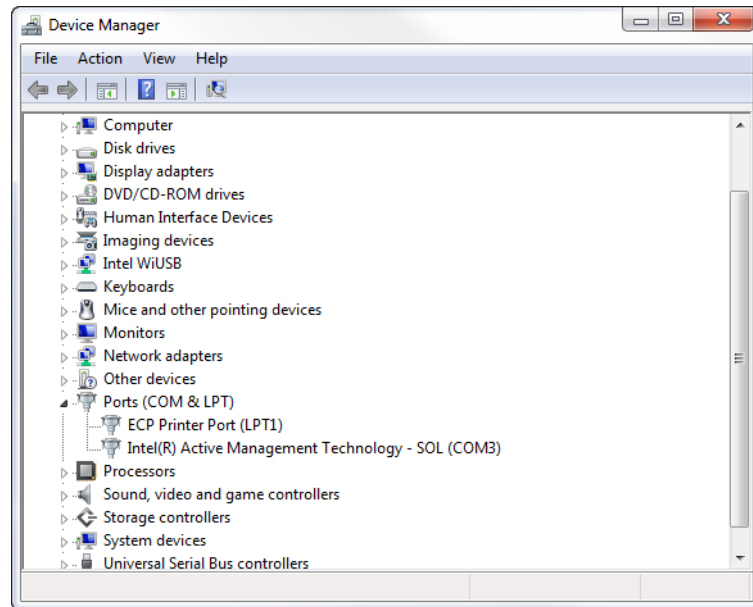 Device Manager
File Action View Help
Computer
Disk drives
Display adapters
DVD/CD-ROM drives
Human Interface Devices
Imaging devices
Intel WiUSB
Keyboards
Mice and other pointing devices
Monitors
Network adapters
Other devices
Ports (COM & LPT)
ECP Printer Port (LPT1)
Intel(R) Active Management Technology - SOL (COM3)
Processors
Sound, video and game controllers
Storage controllers
System devices
Universal Serial Bus controllers